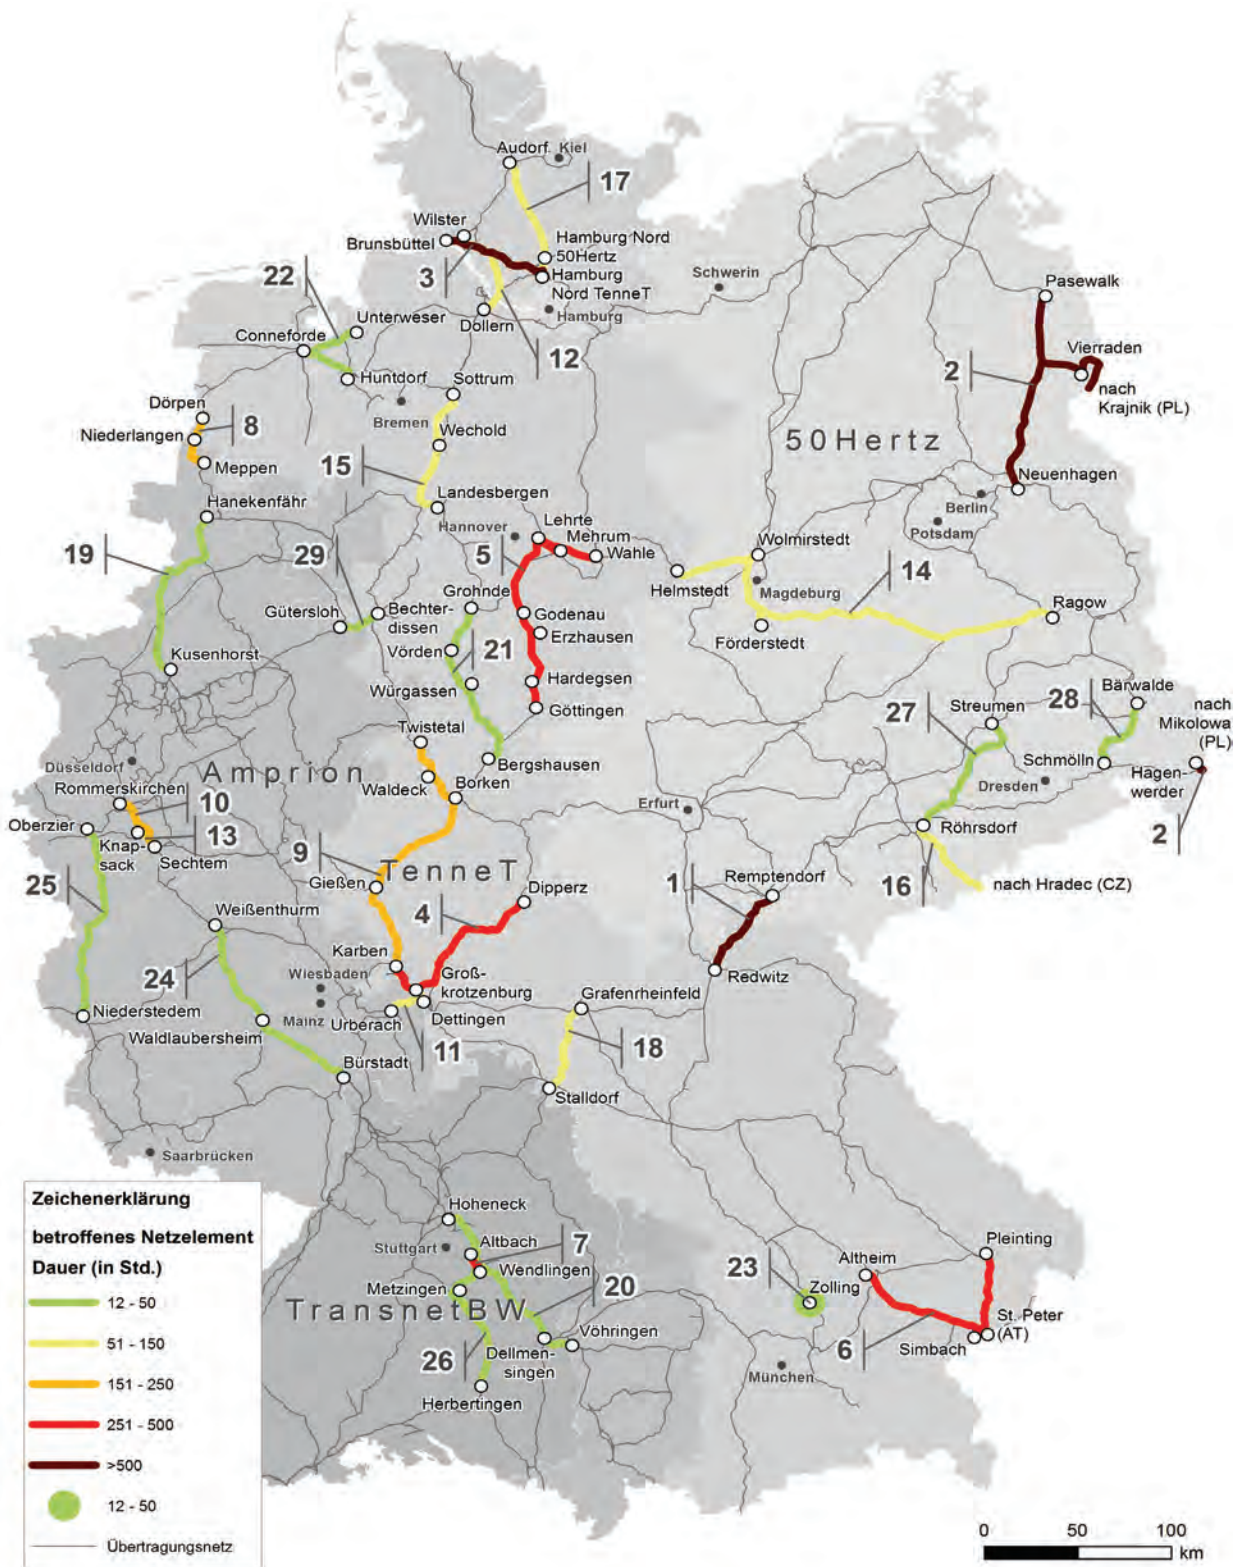 Audorf
Kiel
17
Wilster
Brunsbüttel
Hamburg Nord
50Hertz
Hamburg
Nord TenneT
3
22
Schwerin
Pasewalk
Unterweser
Dollern
Hamburg
Conneforde
12
Vierraden
2
Huntdorf
Sottrum
nach
Krajnik (PL)
Dörpen
8
Bremen
Niederlangen
Wechold
50Hertz
15
Meppen
Neuenhagen
Landesbergen
Hanekenfähr
Berlin
Hannover
Lehrte
Mehrum
Potsdam
19
29
5
Wahle
Wolmirstedt
14
Helmstedt
Magdeburg
Grohnde
Gütersloh
Bechter-
dissen
Godenau
Ragow
Erzhausen
Förderstedt
Vörden
21
Kusenhorst
Würgassen
Hardegsen
Bärwalde
Göttingen
27
Streumen
28
nach
Mikolowa
(PL)
Twistetal
Düsseldorf
Amprion
Bergshausen
Schmölln
Waldeck
Borken
Dresden
Hagen-
werder
Rommerskirchen
10
Erfurt
Oberzier
13
Röhrsdorf
2
Knap-
sack
Sechtem
9
TenneT
25
Gießen
Dipperz
1
Remptendorf
16
nach Hradec (CZ)
4
Weißenthurm
Karben
24
Wiesbaden
Groß-
krotzenburg
Redwitz
Grafenrheinfeld
Niederstedem
Mainz
Urberach
Dettingen
Waldlaubersheim
11
18
Bürstadt
Stalldorf
Saarbrücken
Zeichenerklärung
betroffenes Netzelement
Dauer (in Std.)
12 - 50
51 - 150
151 - 250
251 - 500
>500
12 - 50
Übertragungsnetz
Hoheneck
Stuttgart
Altbach
7
Wendlingen
Pleinting
Altheim
23
Zolling
Metzingen
TransnetBW
20
St. Peter
(AT)
Vöhringen
Simbach
6
26
Dellmen-
singen
München
Herbertingen
0
50
100
km